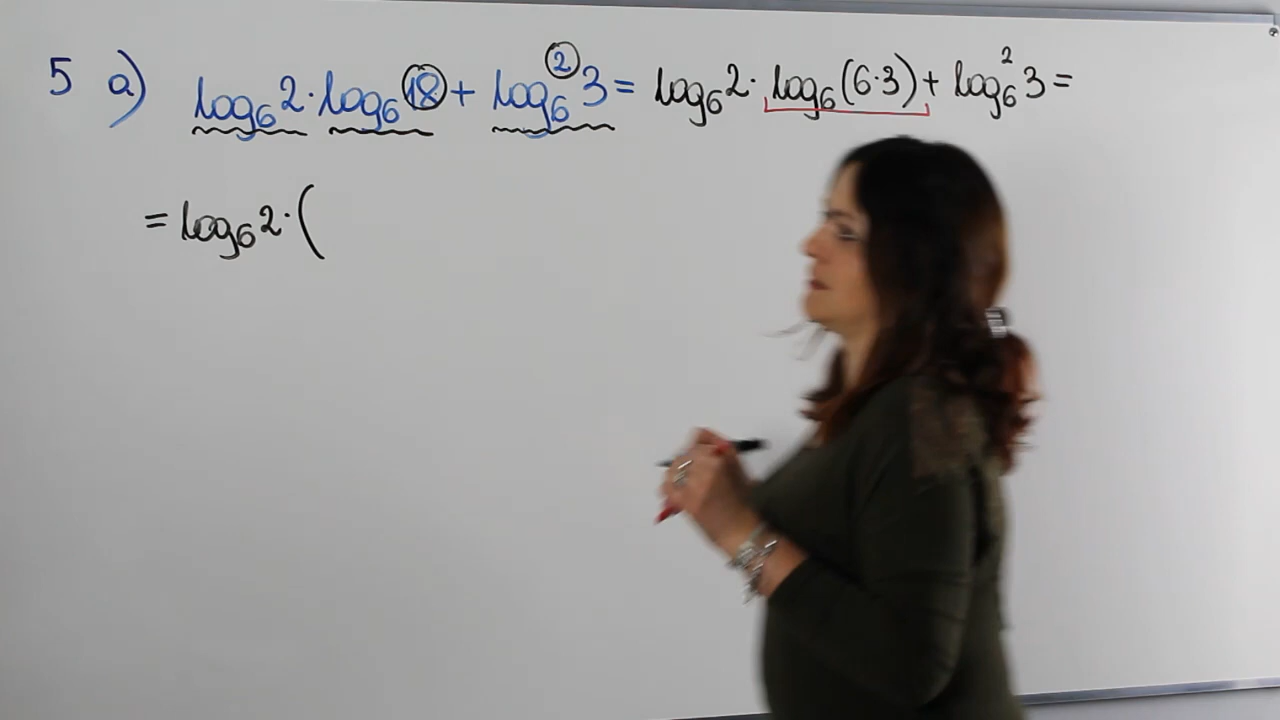 5 a) log₆2·log₆18 + log₆²3 = log₆2·log₆(6·3) + log₆²3 =
= log₆2·(